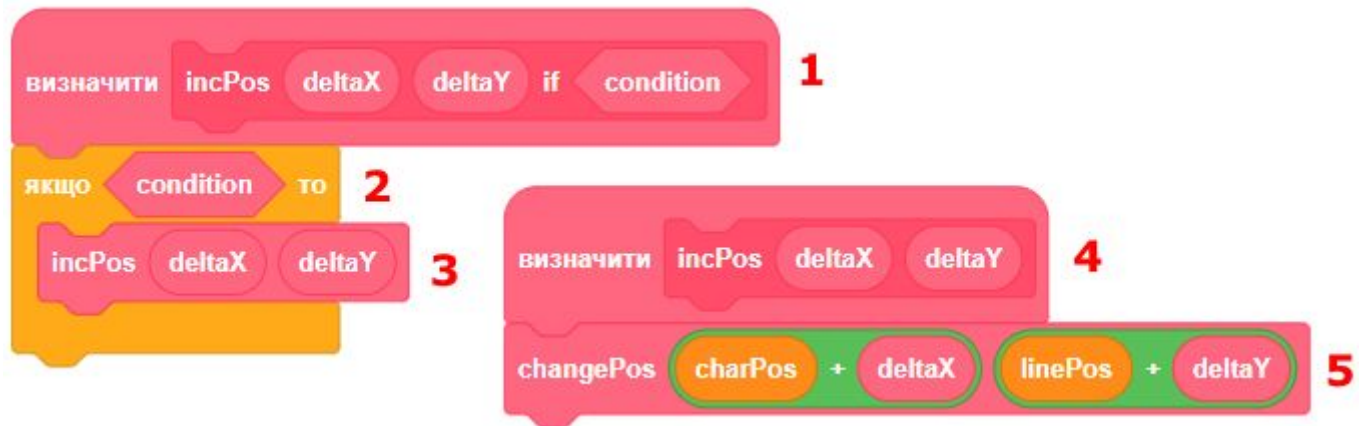 визначити incPos deltaX deltaY if condition 1
якщо condition то 2
incPos deltaX deltaY 3
визначити incPos deltaX deltaY 4
changePos charPos + deltaX linePos + deltaY 5